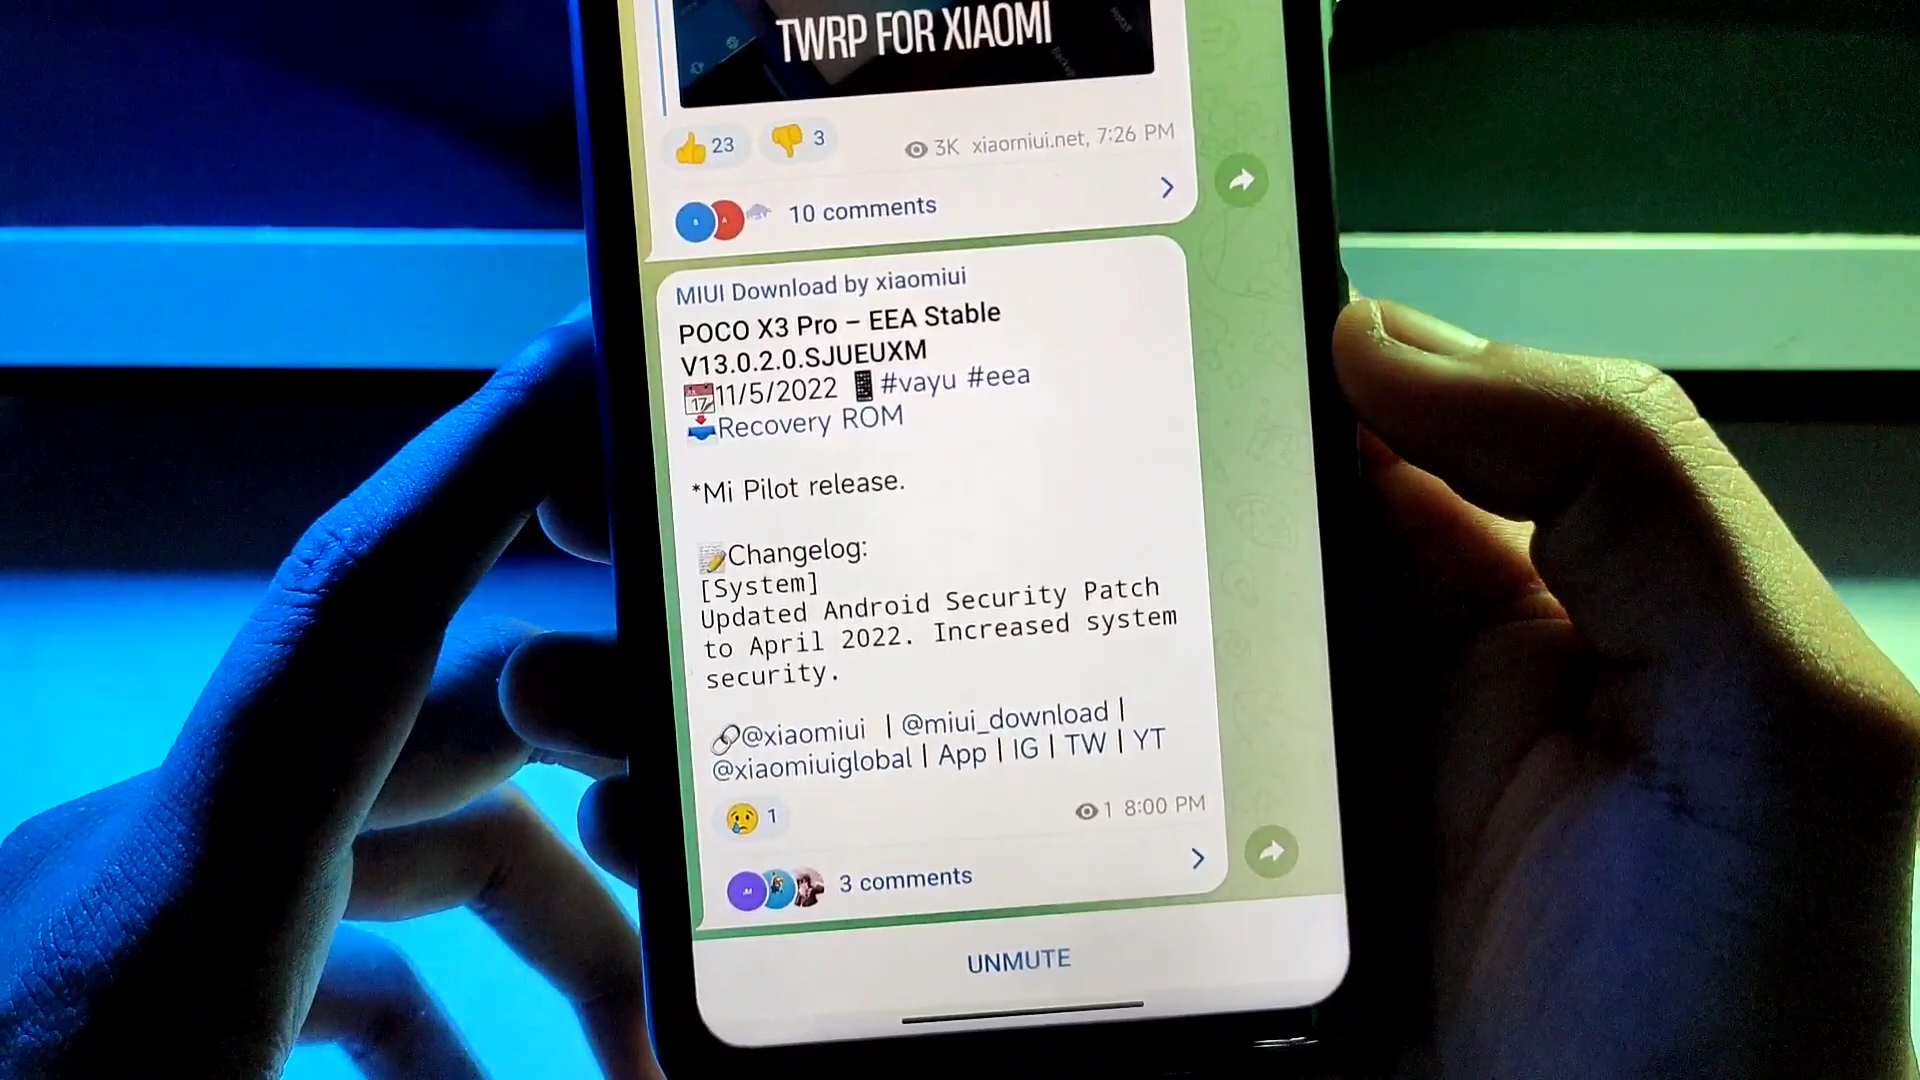 TWRP FOR XIAOMI
Backup
👍 23 👎 3 3K xiaomiui.net, 7:26 PM
10 comments
MIUI Download by xiaomiui
POCO X3 Pro – EEA Stable
V13.0.2.0.SJUEUXM
📆11/5/2022 📱#vayu #eea
📥Recovery ROM
*Mi Pilot release.
📝Changelog:
[System]
Updated Android Security Patch
to April 2022. Increased system
security.
🔗@xiaomiui | @miui_download |
@xiaomiuiglobal | App | IG | TW | YT
😢 1 1 8:00 PM
3 comments
UNMUTE